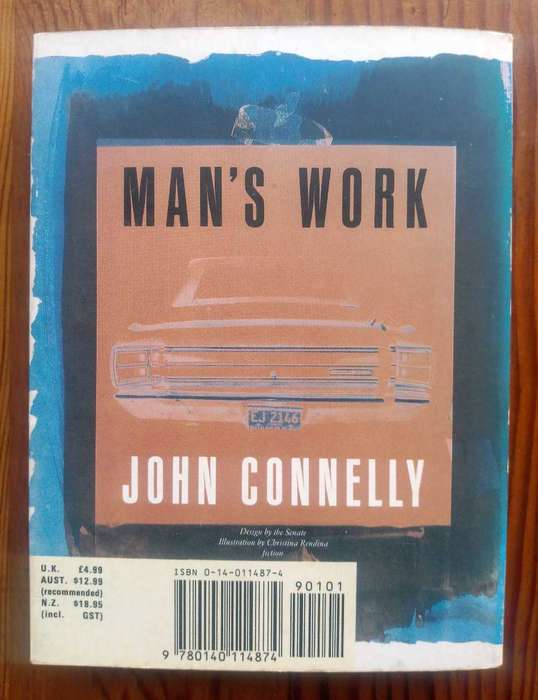 MAN'S WORK
EJ 2146
JOHN CONNELLY
Design by the Senate
Illustration by Christina Rendina
fiction
U.K. £4.99
AUST. $12.99
(recommended)
N.Z. $18.95
(incl. GST)
ISBN 0-14-011487-4
90101
9 780140 114874